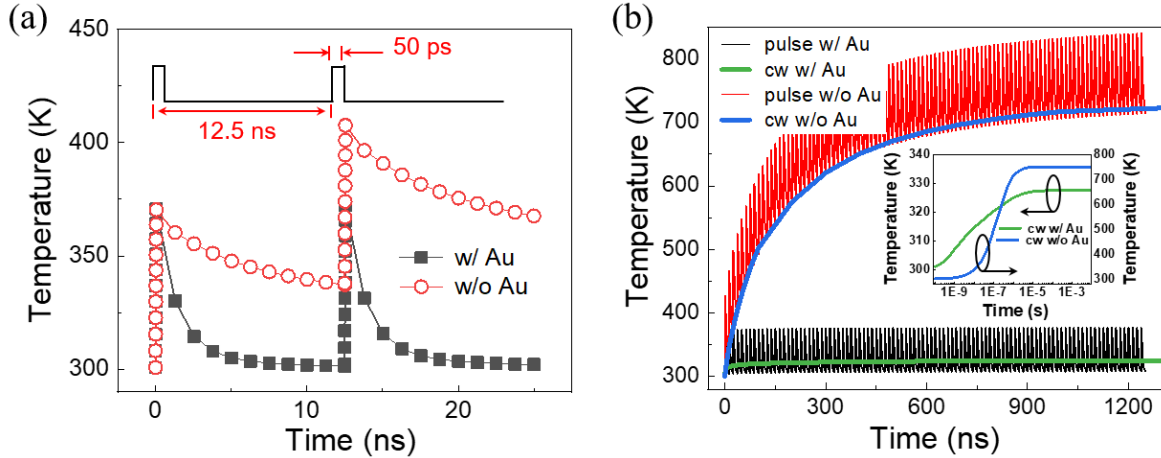 (a)
450
400
350
300
Temperature (K)
50 ps
12.5 ns
w/ Au
w/o Au
0
10
20
Time (ns)
(b)
800
700
600
500
400
300
Temperature (K)
pulse w/ Au
cw w/ Au
pulse w/o Au
cw w/o Au
340
330
320
310
300
Temperature (K)
800
700
600
500
400
300
Temperature (K)
cw w/ Au
cw w/o Au
1E-9 1E-7 1E-5 1E-3
Time (s)
0 300 600 900 1200
Time (ns)